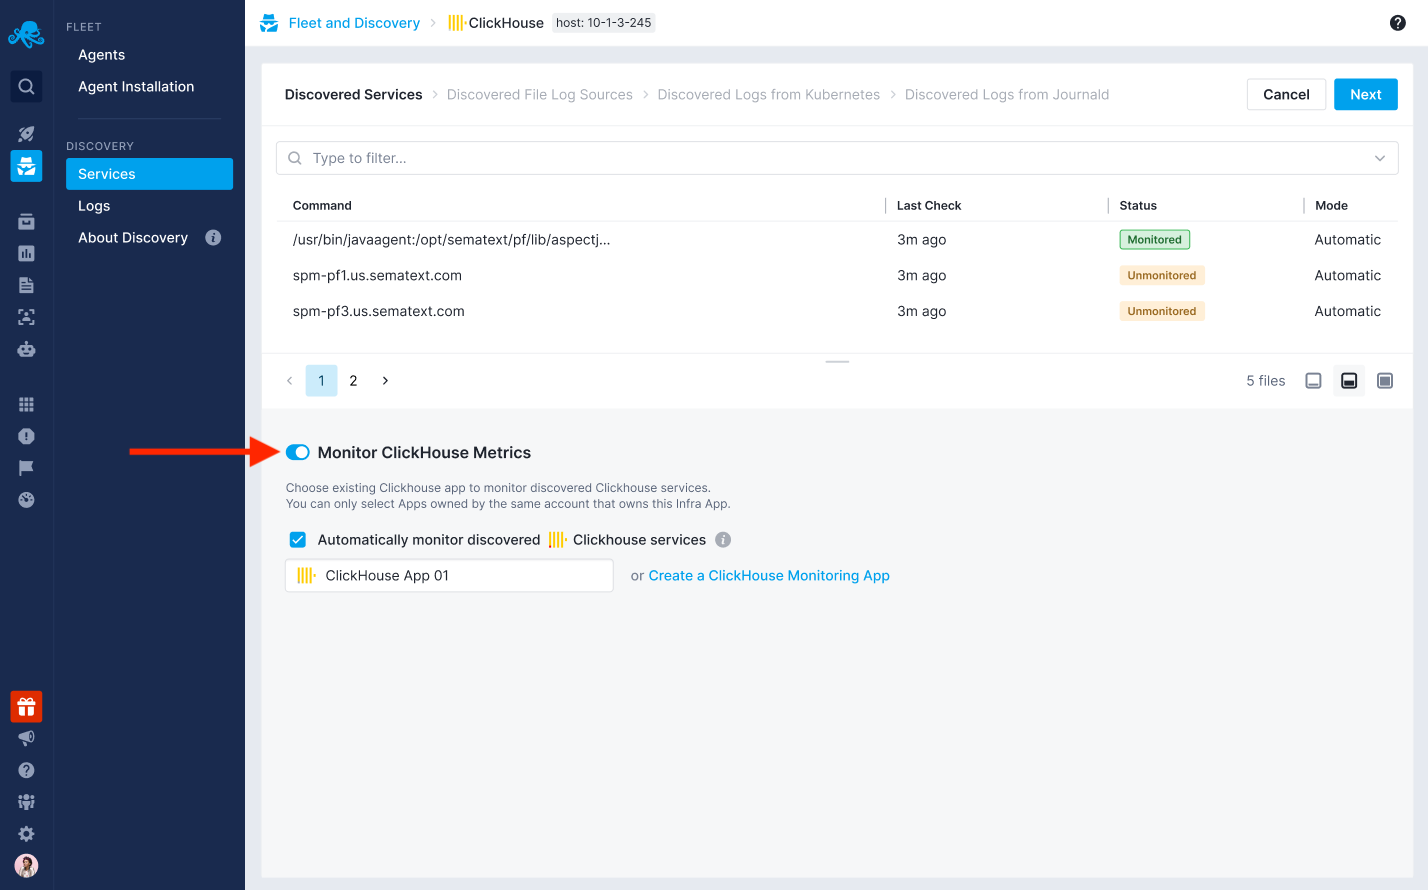 FLEET
Agents
Agent Installation
DISCOVERY
Services
Logs
About Discovery
Fleet and Discovery
ClickHouse host: 10-1-3-245
Discovered Services Discovered File Log Sources Discovered Logs from Kubernetes Discovered Logs from Journald
Cancel Next
Type to filter...
Command Last Check Status Mode
/usr/bin/javaagent:/opt/sematext/pf/lib/aspectj... 3m ago Monitored Automatic
spm-pf1.us.sematext.com 3m ago Unmonitored Automatic
spm-pf3.us.sematext.com 3m ago Unmonitored Automatic
1 2 5 files
Monitor ClickHouse Metrics
Choose existing Clickhouse app to monitor discovered Clickhouse services.
You can only select Apps owned by the same account that owns this Infra App.
Automatically monitor discovered Clickhouse services
ClickHouse App 01 or Create a ClickHouse Monitoring App